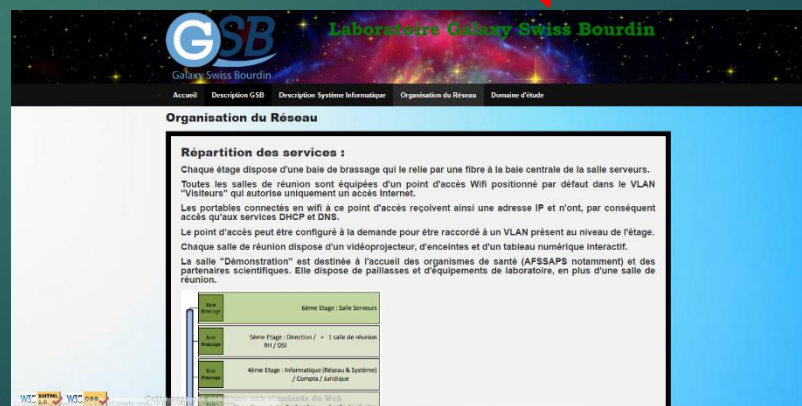 Laboratoire Galaxy Swiss Bourdin
GSB
Galaxy Swiss Bourdin
Accueil Description GSB Description Système Informatique Organisation du Réseau Domaine d'étude
Organisation du Réseau
Répartition des services :
Chaque étage dispose d'une baie de brassage qui le relie par une fibre à la baie centrale de la salle serveurs.
Toutes les salles de réunion sont équipées d'un point d'accès Wifi positionné par défaut dans le VLAN
"Visiteurs" qui autorise uniquement un accès Internet.
Les portables connectés en wifi à ce point d'accès reçoivent ainsi une adresse IP et n'ont, par conséquent
accès qu'aux services DHCP et DNS.
Le point d'accès peut être configuré à la demande pour être raccordé à un VLAN présent au niveau de l'étage.
Chaque salle de réunion dispose d'un vidéoprojecteur, d'enceintes et d'un tableau numérique interactif.
La salle "Démonstration" est destinée à l'accueil des organismes de santé (AFSSAPS notamment) et des
partenaires scientifiques. Elle dispose de paillasses et d'équipements de laboratoire, en plus d'une salle de
réunion.
Baie
Brassage
6ème Etage : Salle Serveurs
Baie
Brassage
5ème Etage : Direction / + 1 salle de réunion
RH / DSI
Baie
Brassage
4ème Etage : Informatique (Réseau & Système)
/ Compta / Juridique
Baie
W3C XHTML 1.0
W3C css
standards du Web